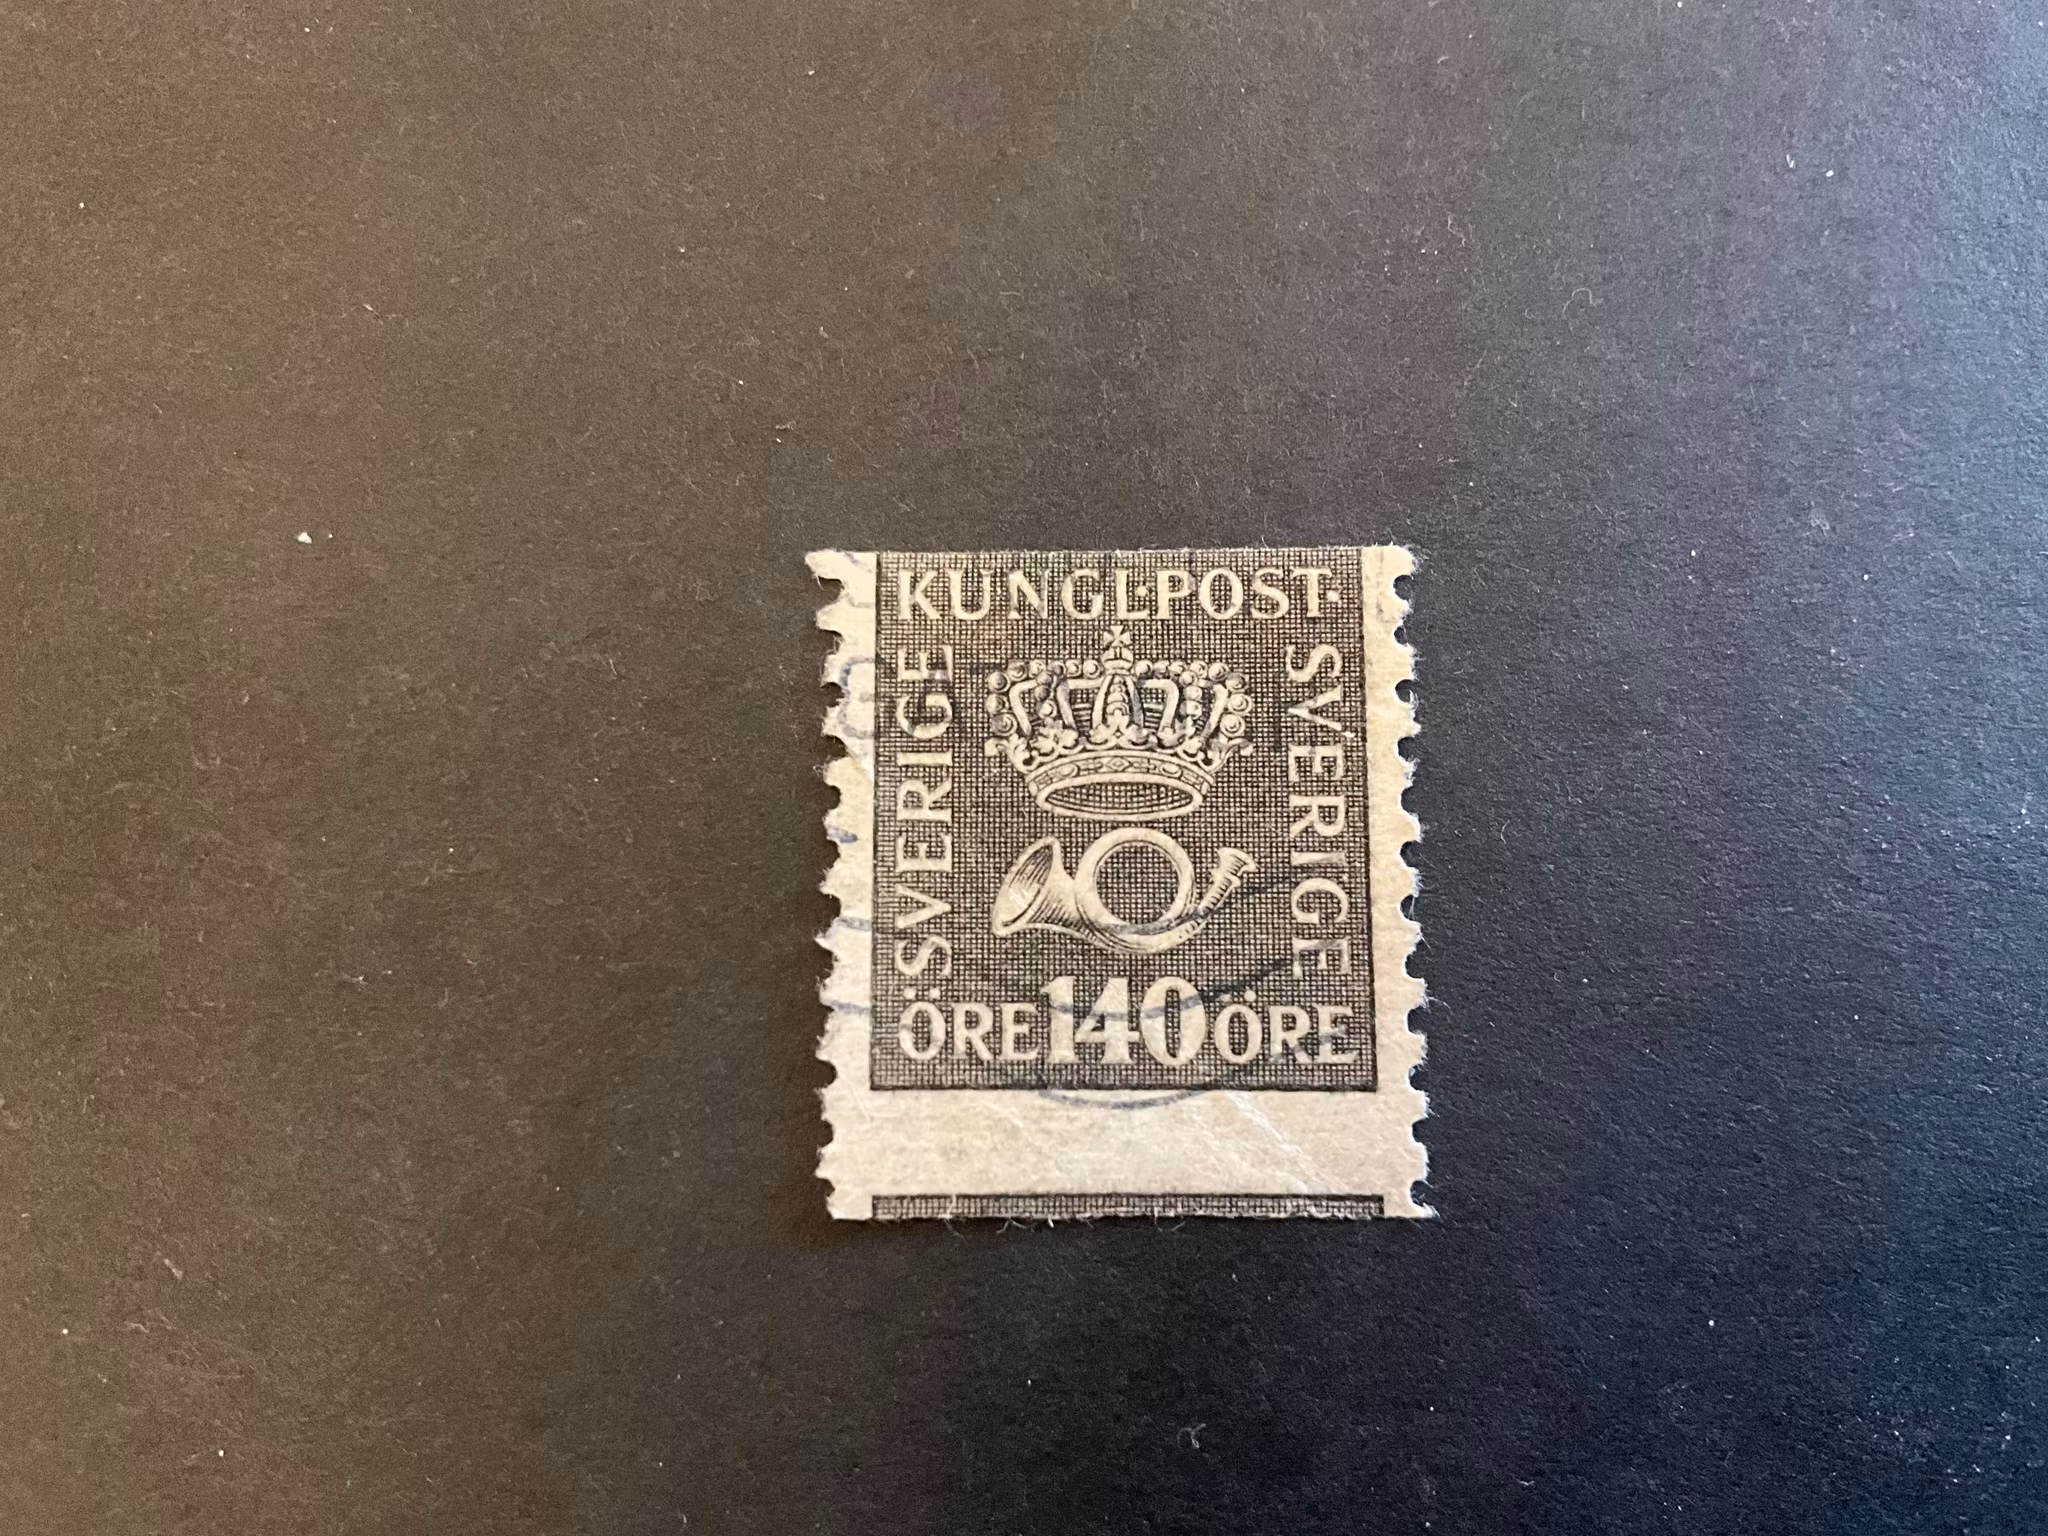 KUNGL·POST·
SVERIGE
SVERIGE
ÖRE 140 ÖRE